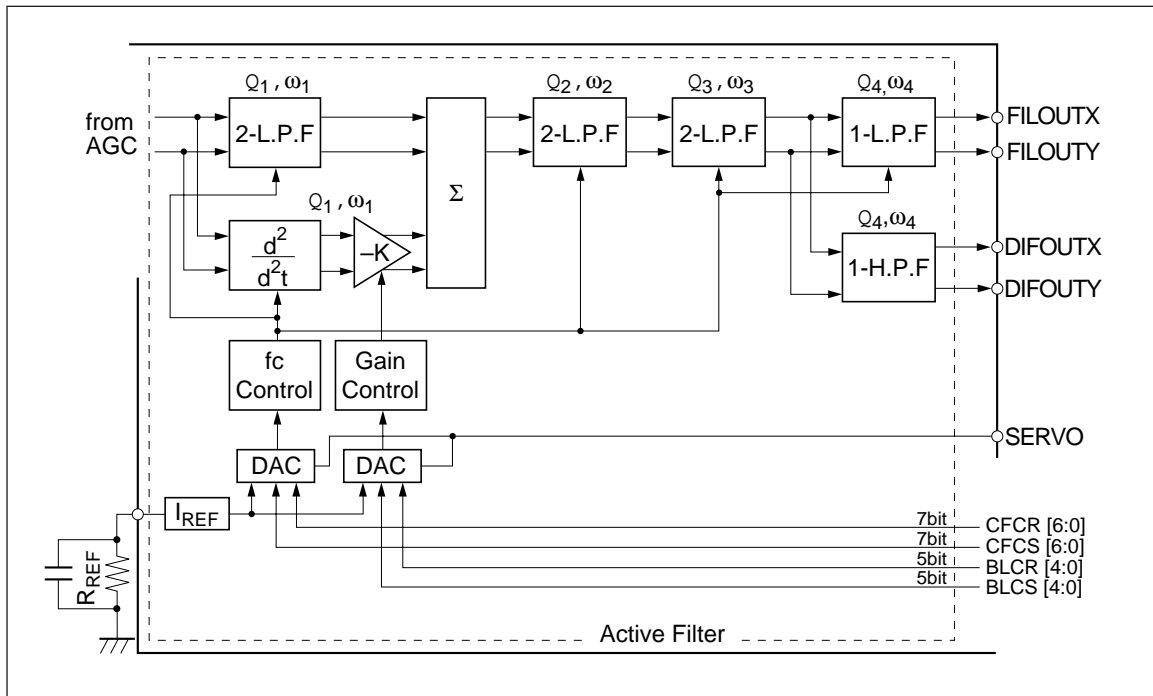 Q1, ω1
Q2, ω2
Q3, ω3
Q4, ω4
from
AGC
2-L.P.F
2-L.P.F
2-L.P.F
1-L.P.F
FILOUTX
FILOUTY
Σ
Q1, ω1
d²
d²t
–K
Q4, ω4
1-H.P.F
DIFOUTX
DIFOUTY
fc
Control
Gain
Control
SERVO
DAC
DAC
IREF
RREF
7bit
CFCR [6:0]
7bit
CFCS [6:0]
5bit
BLCR [4:0]
5bit
BLCS [4:0]
Active Filter